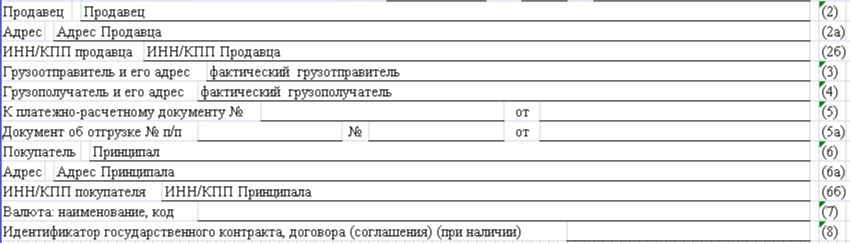 Продавец Продавец (2)
Адрес Адрес Продавца (2а)
ИНН/КПП продавца ИНН/КПП Продавца (2б)
Грузоотправитель и его адрес фактический грузотправитель (3)
Грузополучатель и его адрес фактический грузополучатель (4)
К платежно-расчетному документу № от (5)
Документ об отгрузке № п/п № от (5а)
Покупатель Принципал (6)
Адрес Адрес Принципала (6а)
ИНН/КПП покупателя ИНН/КПП Принципала (6б)
Валюта: наименование, код (7)
Идентификатор государственного контракта, договора (соглашения) (при наличии) (8)